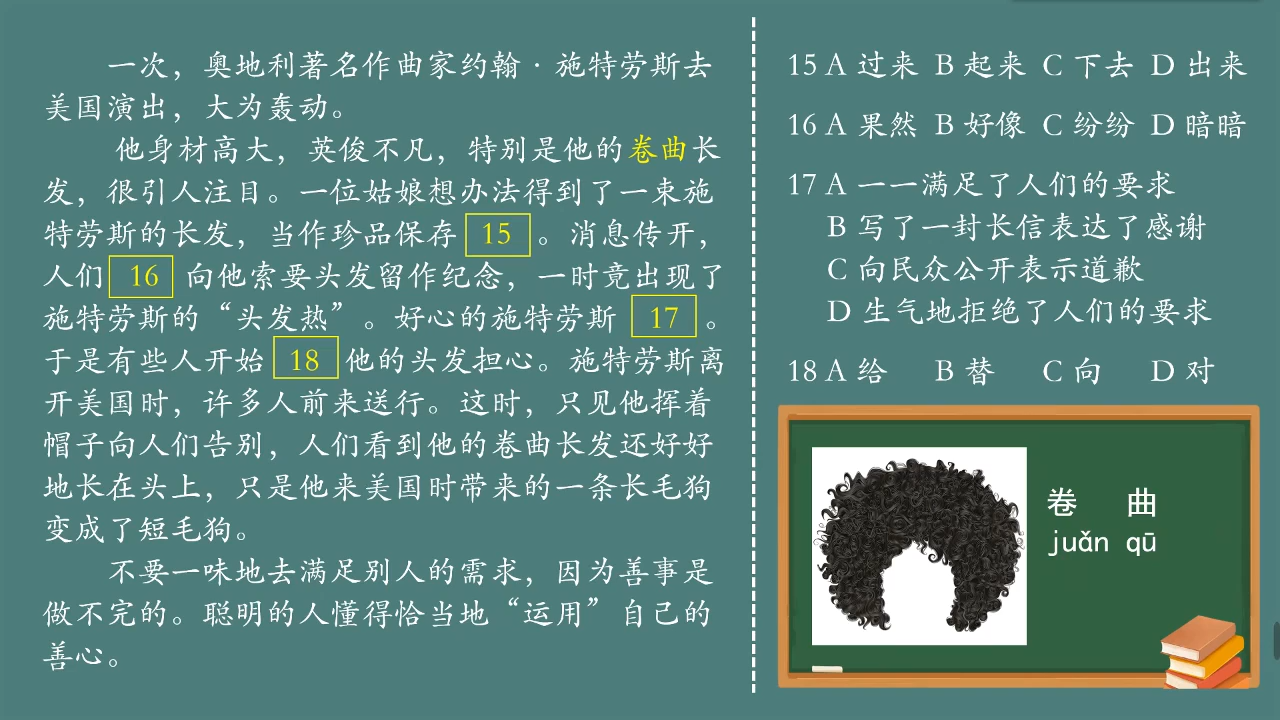 一次，奥地利著名作曲家约翰·施特劳斯去
美国演出，大为轰动。
他身材高大，英俊不凡，特别是他的卷曲长
发，很引人注目。一位姑娘想办法得到了一束施
特劳斯的长发，当作珍品保存 15 。消息传开，
人们 16 向他索要头发留作纪念，一时竟出现了
施特劳斯的“头发热”。好心的施特劳斯 17 。
于是有些人开始 18 他的头发担心。施特劳斯离
开美国时，许多人前来送行。这时，只见他挥着
帽子向人们告别，人们看到他的卷曲长发还好好
地长在头上，只是他来美国时带来的一条长毛狗
变成了短毛狗。
不要一味地去满足别人的需求，因为善事是
做不完的。聪明的人懂得恰当地“运用”自己的
善心。
15 A 过来 B 起来 C 下去 D 出来
16 A 果然 B 好像 C 纷纷 D 暗暗
17 A 一一满足了人们的要求
B 写了一封长信表达了感谢
C 向民众公开表示道歉
D 生气地拒绝了人们的要求
18 A 给 B 替 C 向 D 对
卷 曲
juǎn qū